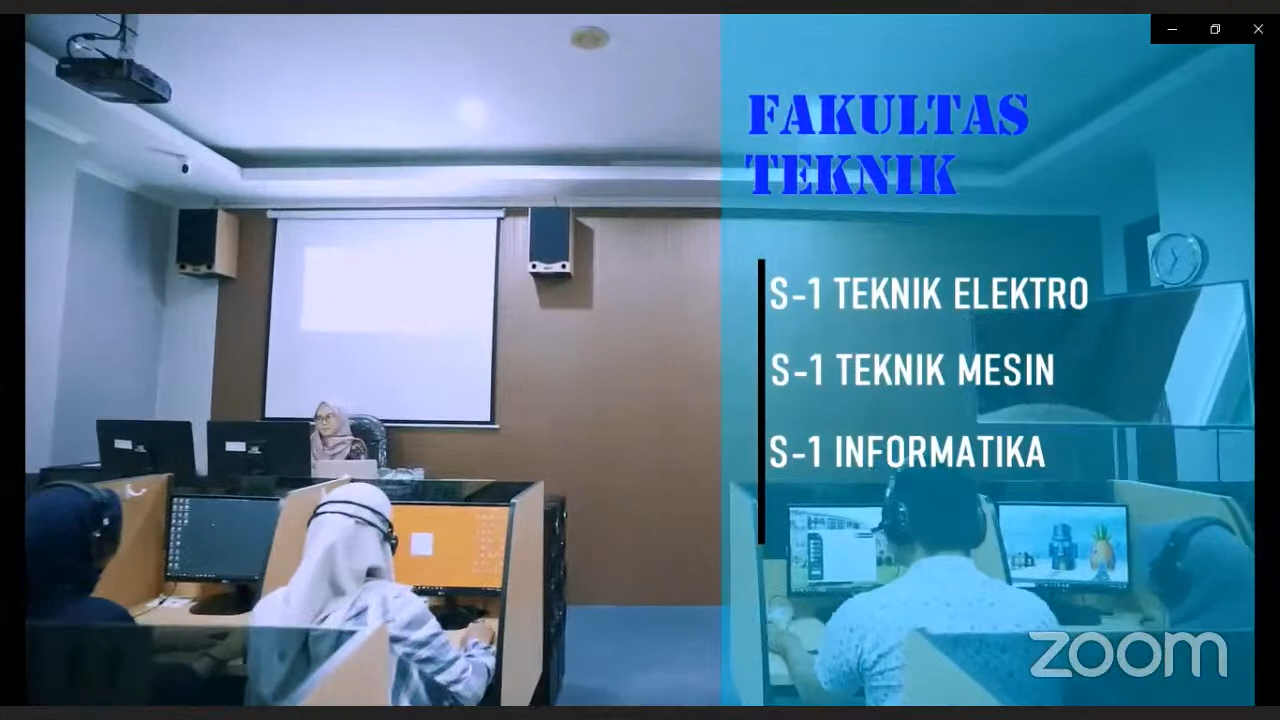 FAKULTAS
TEKNIK
S-1 TEKNIK ELEKTRO
S-1 TEKNIK MESIN
S-1 INFORMATIKA
zoom